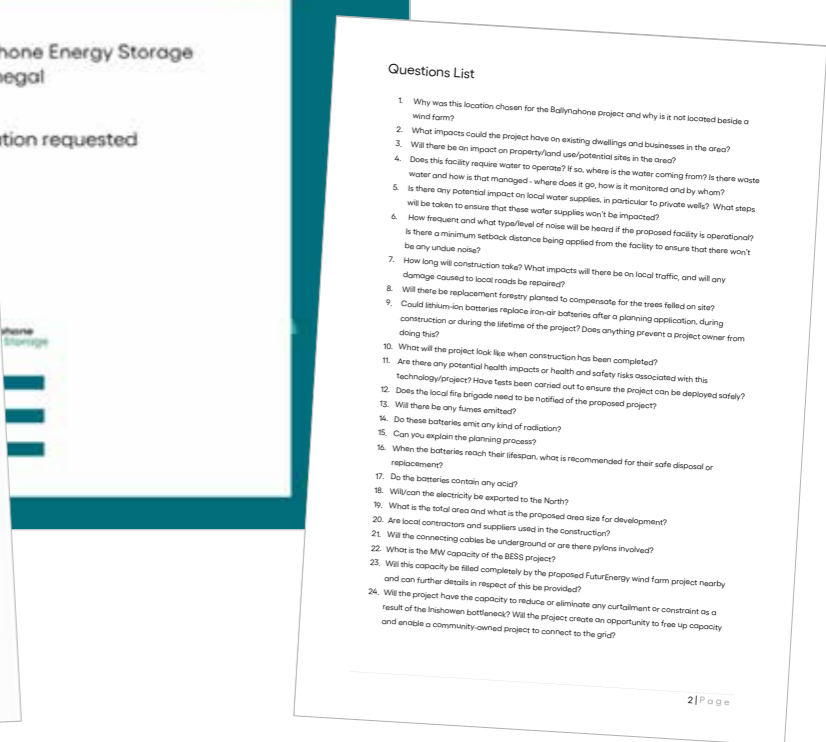 hone Energy Storage
negal
tion requested
hone
Storage
Questions List
1. Why was this location chosen for the Ballynahone project and why is it not located beside a
wind farm?
2. What impacts could the project have on existing dwellings and businesses in the area?
3. Will there be an impact on property/land use/potential sites in the area?
4. Does this facility require water to operate? If so, where is the water coming from? Is there waste
water and how is that managed - where does it go, how is it monitored and by whom?
5. Is there any potential impact on local water supplies, in particular to private wells? What steps
will be taken to ensure that these water supplies won't be impacted?
6. How frequent and what type/level of noise will be heard if the proposed facility is operational?
Is there a minimum setback distance being applied from the facility to ensure that there won't
be any undue noise?
7. How long will construction take? What impacts will there be on local traffic, and will any
damage caused to local roads be repaired?
8. Will there be replacement forestry planted to compensate for the trees felled on site?
9. Could lithium-ion batteries replace iron-air batteries after a planning application, during
construction or during the lifetime of the project? Does anything prevent a project owner from
doing this?
10. What will the project look like when construction has been completed?
11. Are there any potential health impacts or health and safety risks associated with this
technology/project? Have tests been carried out to ensure the project can be deployed safely?
12. Does the local fire brigade need to be notified of the proposed project?
13. Will there be any fumes emitted?
14. Do these batteries emit any kind of radiation?
15. Can you explain the planning process?
16. When the batteries reach their lifespan, what is recommended for their safe disposal or
replacement?
17. Do the batteries contain any acid?
18. Will/can the electricity be exported to the North?
19. What is the total area and what is the proposed area size for development?
20. Are local contractors and suppliers used in the construction?
21. Will the connecting cables be underground or are there pylons involved?
22. What is the MW capacity of the BESS project?
23. Will this capacity be filled completely by the proposed FuturEnergy wind farm project nearby
and can further details in respect of this be provided?
24. Will the project have the capacity to reduce or eliminate any curtailment or constraint as a
result of the Inishowen bottleneck? Will the project create an opportunity to free up capacity
and enable a community-owned project to connect to the grid?
2 | Page